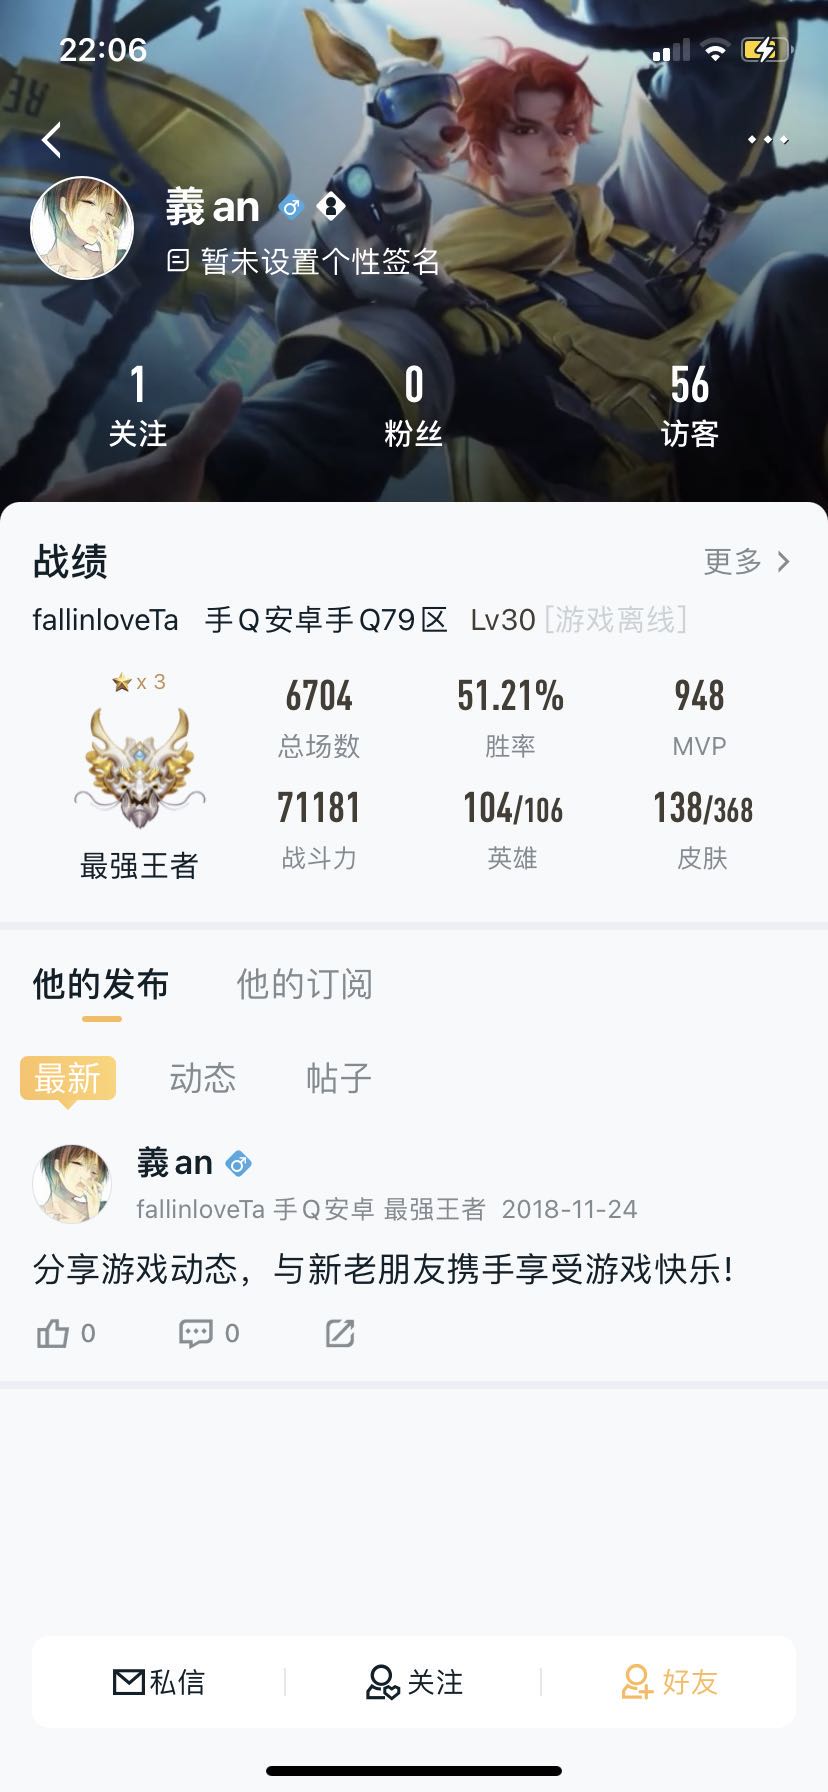 22:06
義an
暂未设置个性签名
1
关注
0
粉丝
56
访客
战绩
更多
fallinloveTa 手Q安卓手Q79区 Lv30 [游戏离线]
x 3
6704
总场数
51.21%
胜率
948
MVP
71181
战斗力
104/106
英雄
138/368
皮肤
最强王者
他的发布 他的订阅
最新 动态 帖子
義an
fallinloveTa 手Q安卓 最强王者 2018-11-24
分享游戏动态，与新老朋友携手享受游戏快乐!
0 0
私信 关注 好友